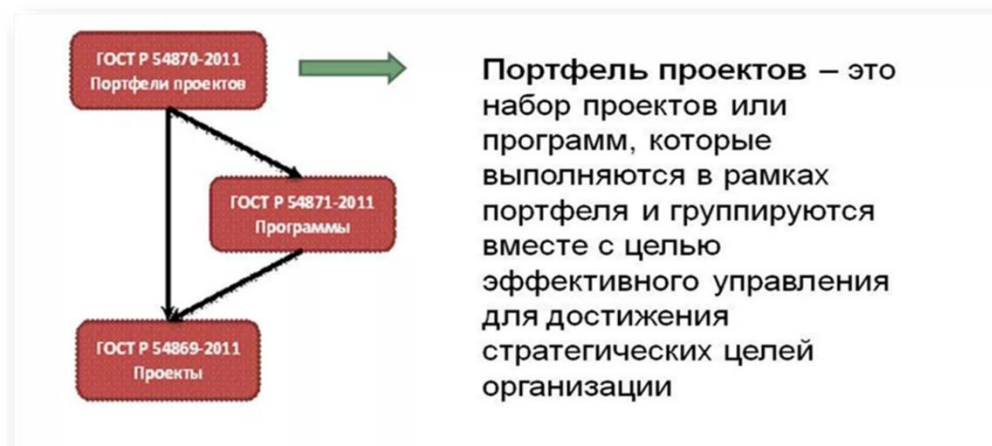 ГОСТ Р 54870-2011
Портфели проектов
ГОСТ Р 54871-2011
Программы
ГОСТ Р 54869-2011
Проекты
Портфель проектов – это
набор проектов или
программ, которые
выполняются в рамках
портфеля и группируются
вместе с целью
эффективного управления
для достижения
стратегических целей
организации